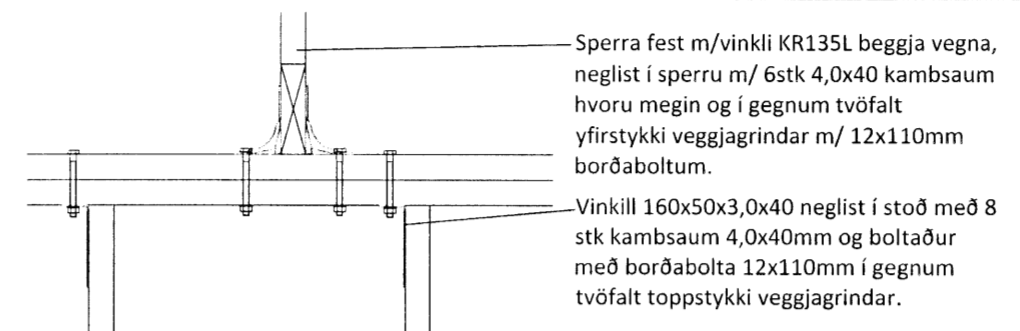 Sperra fest m/vinkli KR135L beggja vegna,
neglist í sperru m/ 6stk 4,0x40 kambsaum
hvoru megin og í gegnum tvöfalt
yfirstykki veggjagrindar m/ 12x110mm
borðaboltum.
Vinkill 160x50x3,0x40 neglist í stoð með 8
stk kambsaum 4,0x40mm og boltaður
með borðabolta 12x110mm í gegnum
tvöfalt toppstykki veggjagrindar.